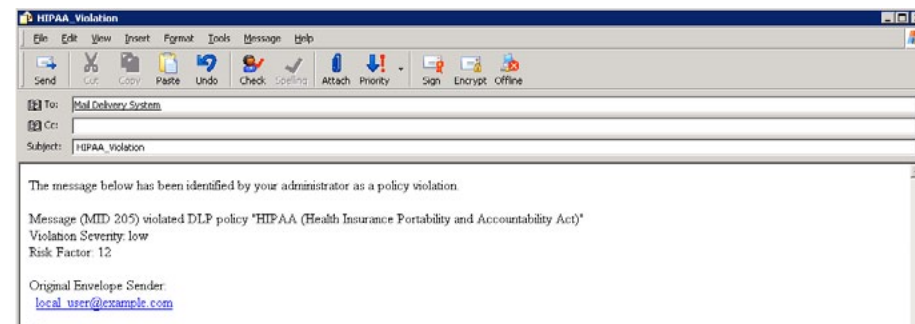 HIPAA_Violation
File Edit View Insert Format Tools Message Help
Send Cut Copy Paste Undo Check Spelling Attach Priority Sign Encrypt Offline
To: Mail Delivery System
Cc:
Subject: HIPAA_Violation
The message below has been identified by your administrator as a policy violation.
Message (MID 205) violated DLP policy "HIPAA (Health Insurance Portability and Accountability Act)"
Violation Severity: low
Risk Factor: 12
Original Envelope Sender:
local_user@example.com